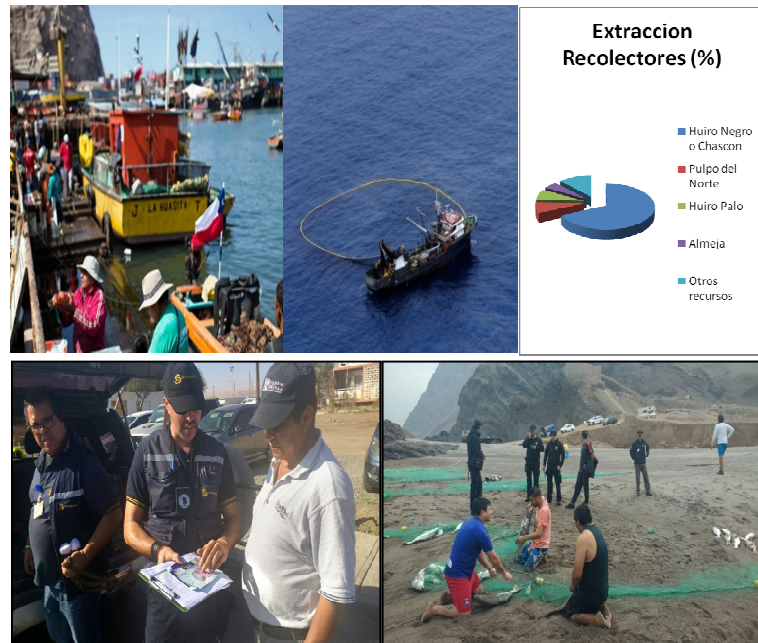 J - LA HUASITA - T
Extraccion
Recolectores (%)
Huiro Negro
o Chascon
Pulpo del
Norte
Huiro Palo
Almeja
Otros
recursos